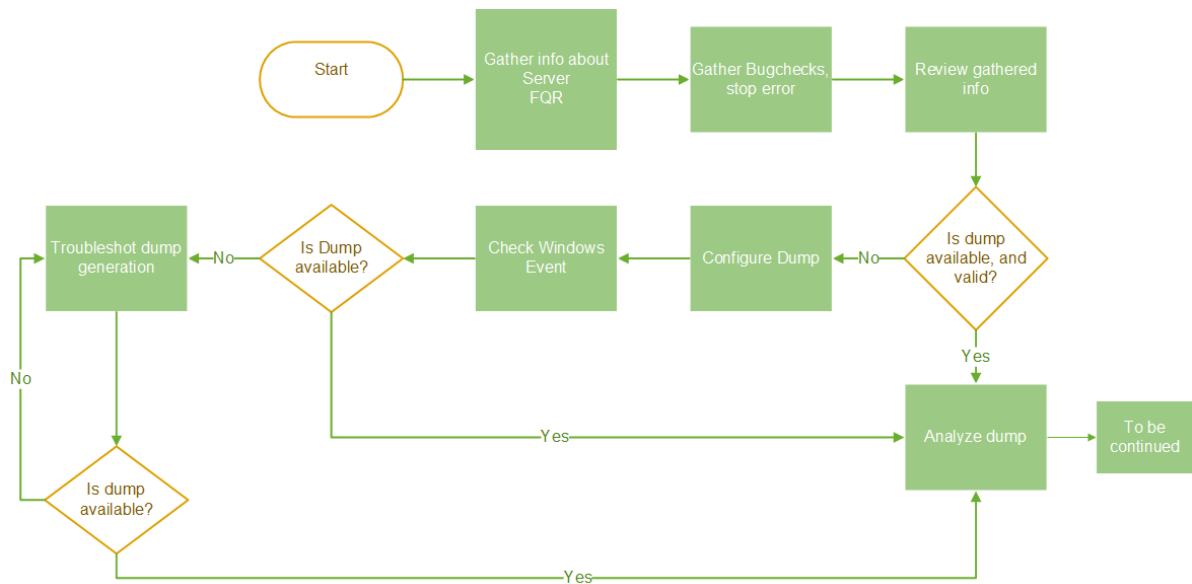 Start
Gather info about
Server
FQR
Gather Bugchecks,
stop error
Review gathered
info
Is dump
available, and
valid?
No
Configure Dump
Check Windows
Event
Is Dump
available?
No
Troubleshot dump
generation
Yes
No
Yes
Analyze dump
To be
continued
Is dump
available?
Yes